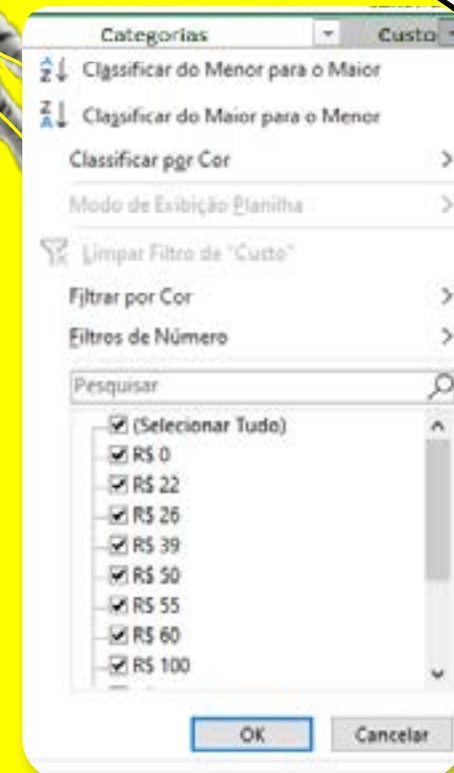 Categorias Custo
Classificar do Menor para o Maior
Classificar do Maior para o Menor
Classificar por Cor
Modo de Exibição Planilha
Limpar Filtro de "Custo"
Filtrar por Cor
Filtros de Número
Pesquisar
(Selecionar Tudo)
R$ 0
R$ 22
R$ 26
R$ 39
R$ 50
R$ 55
R$ 60
R$ 100
OK Cancelar